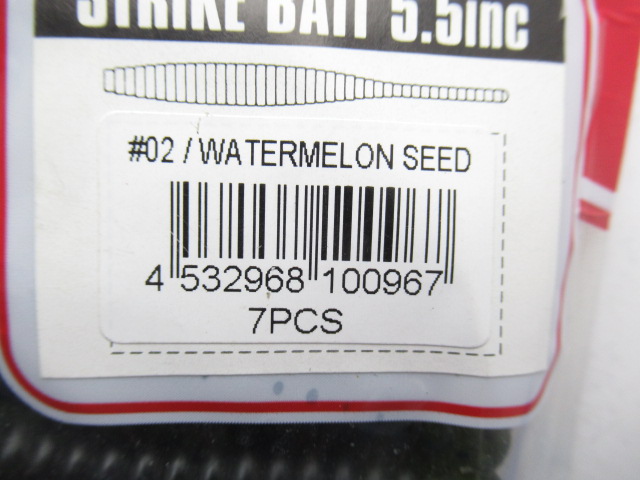 STRIKE BAIT 5.5inc
#02 / WATERMELON SEED
4 532968 100967
7PCS